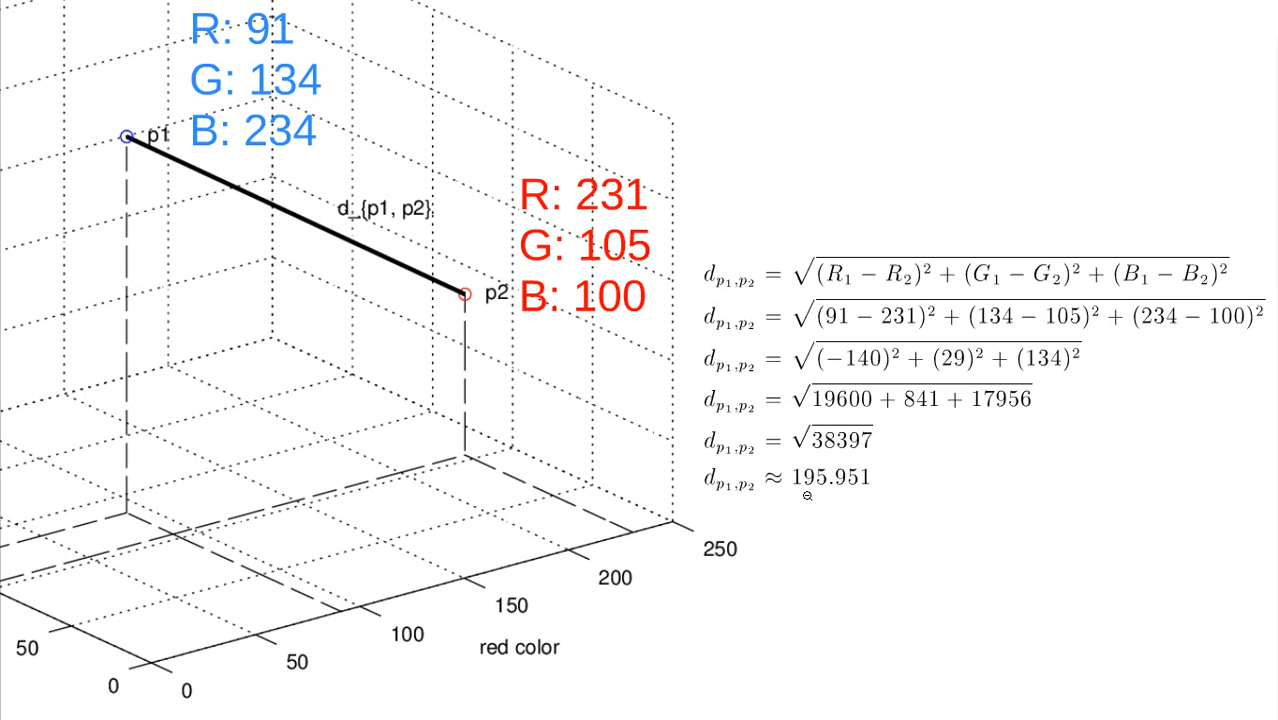 R: 91
G: 134
B: 234
p1
d_{p1, p2}
R: 231
G: 105
B: 100
p2
d_{p₁,p₂} = √((R₁ − R₂)² + (G₁ − G₂)² + (B₁ − B₂)²)
d_{p₁,p₂} = √((91 − 231)² + (134 − 105)² + (234 − 100)²)
d_{p₁,p₂} = √((−140)² + (29)² + (134)²)
d_{p₁,p₂} = √(19600 + 841 + 17956)
d_{p₁,p₂} = √38397
d_{p₁,p₂} ≈ 195.951
250
200
150
100
50
0
red color
50
0